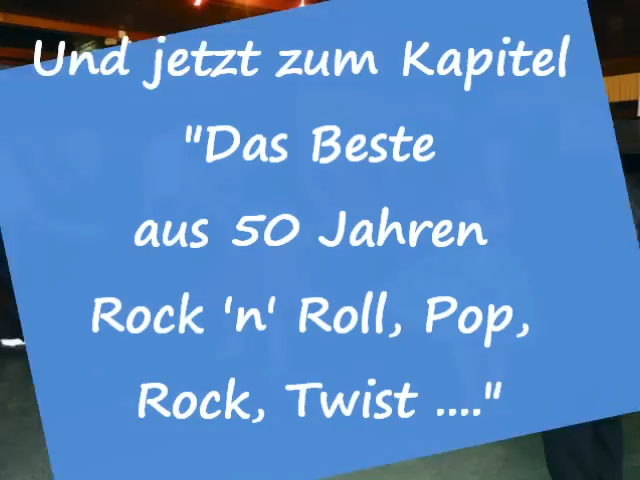 Und jetzt zum Kapitel
"Das Beste
aus 50 Jahren
Rock 'n' Roll, Pop,
Rock, Twist ...."